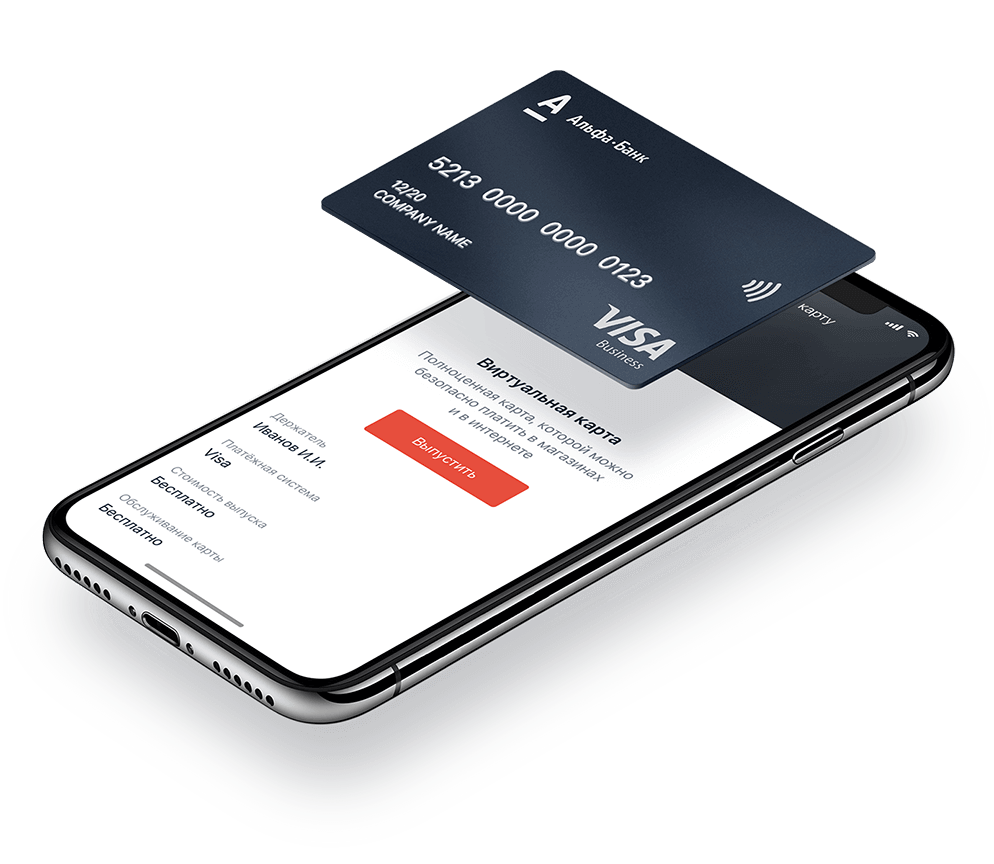 А
Альфа·Банк
5213 0000 0000 0123
12/20
COMPANY NAME
VISA
Business
карту
Виртуальная карта
Полноценная карта, которой можно
безопасно платить в магазинах
и в интернете
Выпустить
Держатель
Иванов И.И.
Платёжная система
Visa
Стоимость выпуска
Бесплатно
Обслуживание карты
Бесплатно